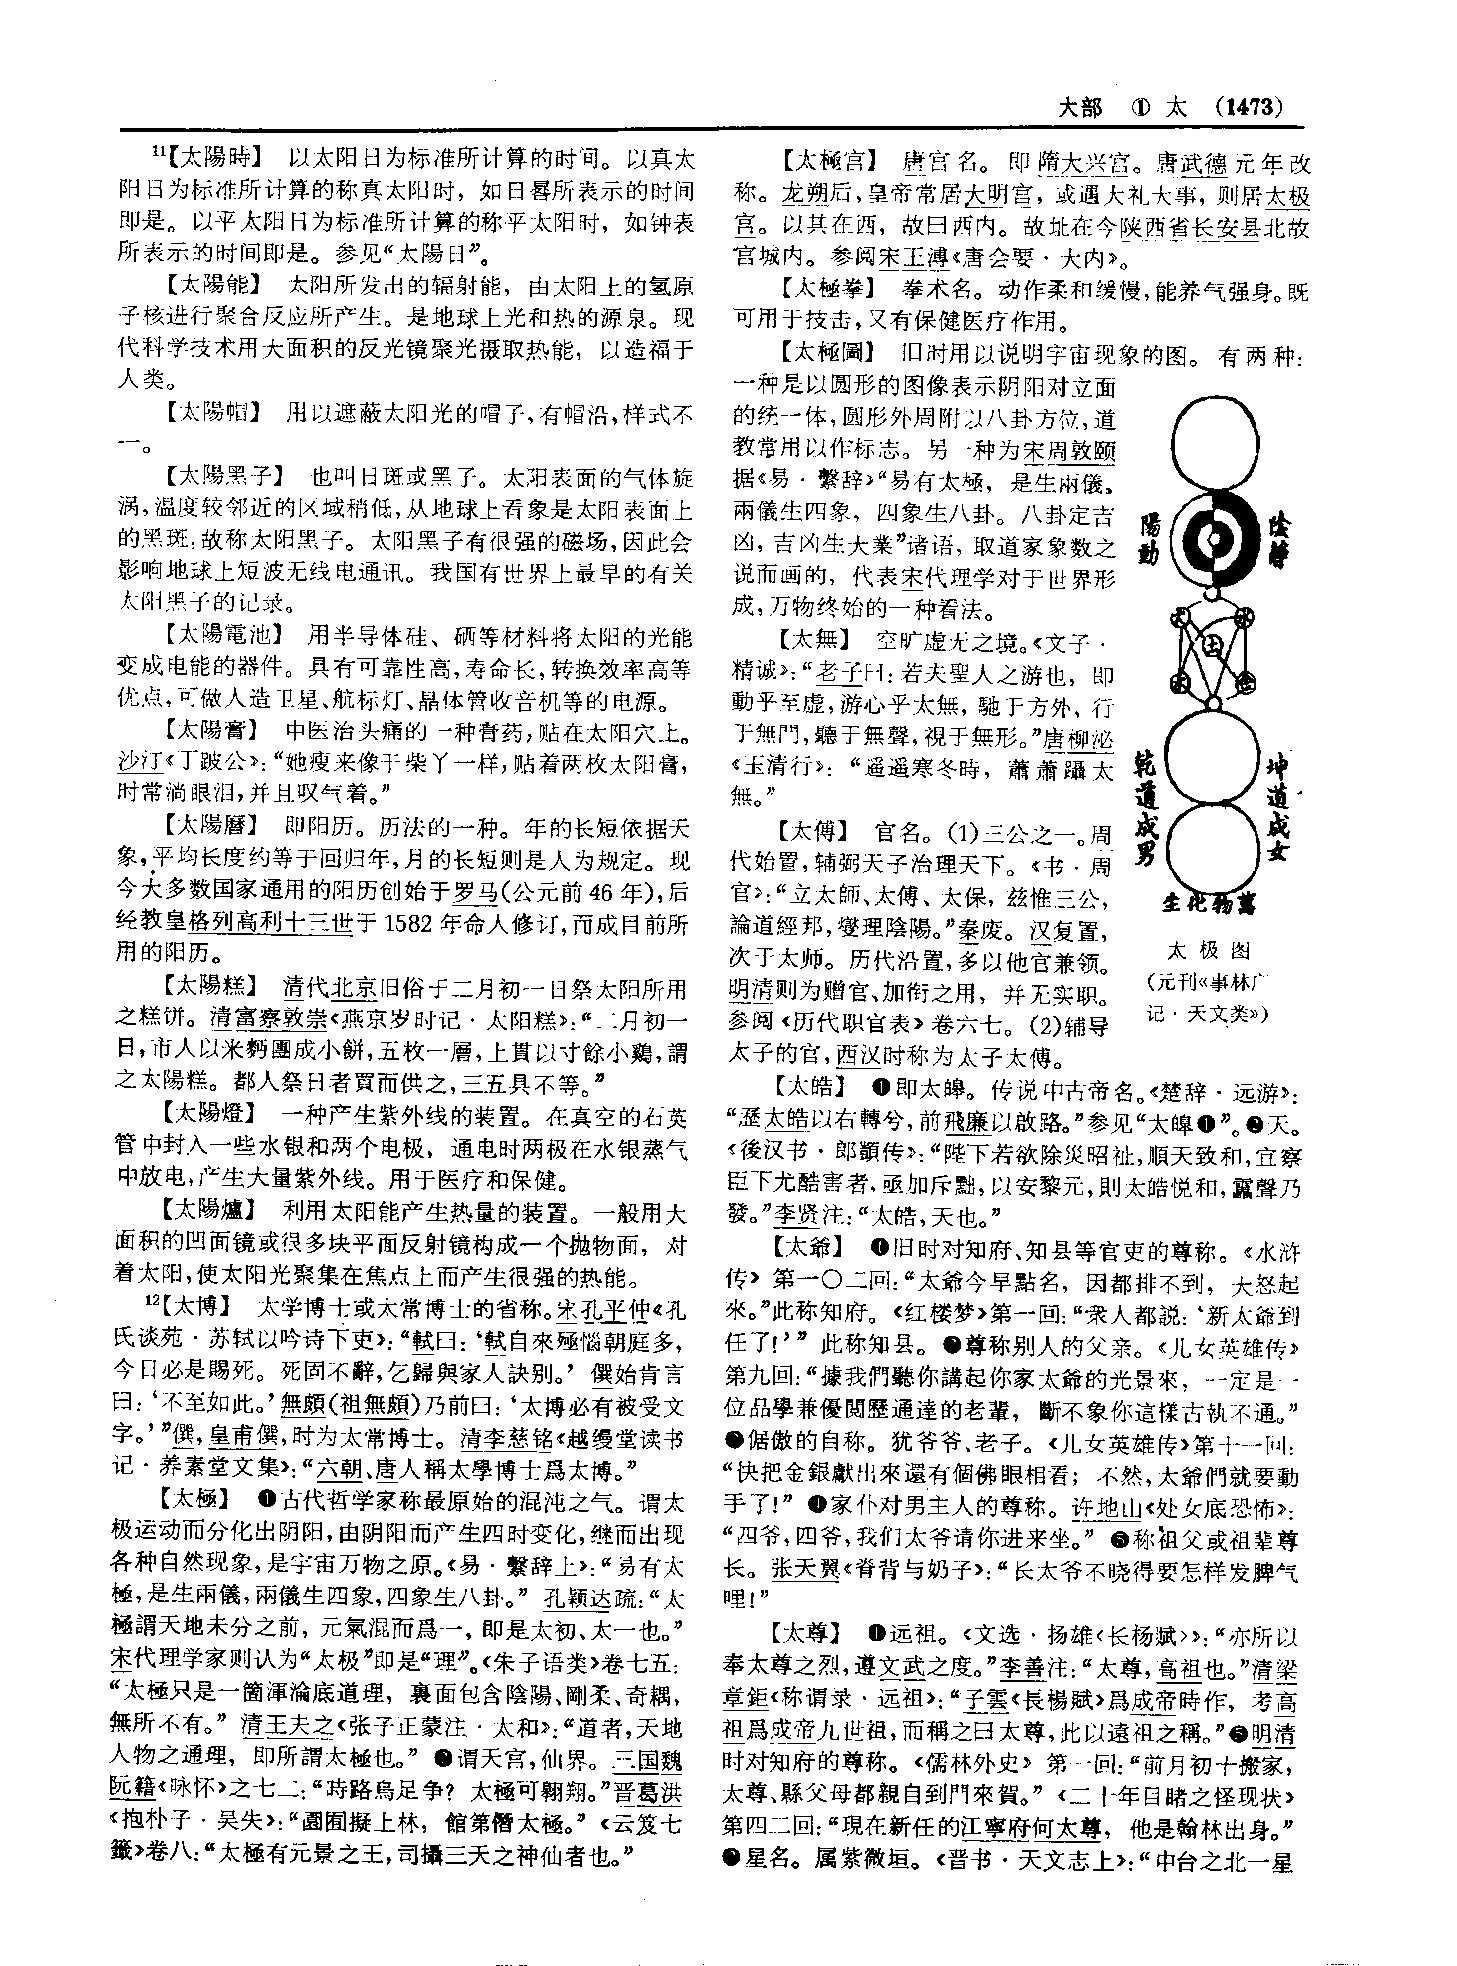 大部 ① 太 (1473)
¹¹【太陽時】 以太阳日为标准所计算的时间。以真太
阳日为标准所计算的称真太阳时，如日晷所表示的时间
即是。以平太阳日为标准所计算的称平太阳时，如钟表
所表示的时间即是。参见“太陽日”。
【太陽能】 太阳所发出的辐射能，由太阳上的氢原
子核进行聚合反应所产生。是地球上光和热的源泉。现
代科学技术用大面积的反光镜聚光摄取热能，以造福于
人类。
【太陽帽】 用以遮蔽太阳光的帽子，有帽沿，样式不
一。
【太陽黑子】 也叫日斑或黑子。太阳表面的气体旋
涡，温度较邻近的区域稍低，从地球上看象是太阳表面上
的黑斑，故称太阳黑子。太阳黑子有很强的磁场，因此会
影响地球上短波无线电通讯。我国有世界上最早的有关
太阳黑子的记录。
【太陽電池】 用半导体硅、硒等材料将太阳的光能
变成电能的器件。具有可靠性高，寿命长，转换效率高等
优点，可做人造卫星、航标灯、晶体管收音机等的电源。
【太陽膏】 中医治头痛的一种膏药，贴在太阳穴上。
沙汀《丁跛公》：“她瘦来像干柴丫一样，贴着两枚太阳膏，
时常淌眼泪，并且叹气着。”
【太陽曆】 即阳历。历法的一种。年的长短依据天
象，平均长度约等于回归年，月的长短则是人为规定。现
今大多数国家通用的阳历创始于罗马(公元前46年)，后
经教皇格列高利十三世于1582年命人修订，而成目前所
用的阳历。
【太陽糕】 清代北京旧俗于二月初一日祭太阳所用
之糕饼。清富察敦崇《燕京岁时记·太阳糕》：“二月初一
日，市人以米麪團成小餅，五枚一層，上貫以寸餘小鷄，謂
之太陽糕。都人祭日者買而供之，三五具不等。”
【太陽燈】 一种产生紫外线的装置。在真空的石英
管中封入一些水银和两个电极，通电时两极在水银蒸气
中放电，产生大量紫外线。用于医疗和保健。
【太陽爐】 利用太阳能产生热量的装置。一般用大
面积的凹面镜或很多块平面反射镜构成一个抛物面，对
着太阳，使太阳光聚集在焦点上而产生很强的热能。
¹²【太博】 太学博士或太常博士的省称。宋孔平仲《孔
氏谈苑·苏轼以吟诗下吏》：“軾曰：‘軾自來殛惱朝庭多，
今日必是賜死。死固不辭，乞歸與家人訣别。’僎始肯言
曰：‘不至如此。’無頗(祖無頗)乃前曰：‘太博必有被受文
字。’”僎，皇甫僎，时为太常博士。清李慈铭《越缦堂读书
记·养素堂文集》：“六朝、唐人稱太學博士爲太博。”
【太極】 ❶古代哲学家称最原始的混沌之气。谓太
极运动而分化出阴阳，由阴阳而产生四时变化，继而出现
各种自然现象，是宇宙万物之原。《易·繫辞上》：“易有太
極，是生兩儀，兩儀生四象，四象生八卦。”孔颖达疏：“太
極謂天地未分之前，元氣混而爲一，即是太初、太一也。”
宋代理学家则认为“太极”即是“理”。《朱子语类》卷七五：
“太極只是一箇渾淪底道理，裏面包含陰陽、剛柔、奇耦，
無所不有。”清王夫之《张子正蒙注·太和》：“道者，天地
人物之通理，即所謂太極也。”❷谓天宫，仙界。三国魏
阮籍《咏怀》之七二：“時路烏足争？太極可翱翔。”晋葛洪
《抱朴子·吴失》：“園囿擬上林，館第僭太極。”《云笈七
籤》卷八：“太極有元景之王，司攝三天之神仙者也。”
【太極宫】 唐宫名。即隋大兴宫。唐武德元年改
称。龙朔后，皇帝常居大明宫，或遇大礼大事，则居太极
宫。以其在西，故曰西内。故址在今陕西省长安县北故
宫城内。参阅宋王溥《唐会要·大内》。
【太極拳】 拳术名。动作柔和缓慢，能养气强身。既
可用于技击，又有保健医疗作用。
【太極圖】 旧时用以说明宇宙现象的图。有两种：
一种是以圆形的图像表示阴阳对立面
的统一体，圆形外周附以八卦方位，道
教常用以作标志。另一种为宋周敦颐
据《易·繫辞》“易有太極，是生兩儀。
兩儀生四象，四象生八卦。八卦定吉
凶，吉凶生大業”诸语，取道家象数之
说而画的，代表宋代理学对于世界形
成，万物终始的一种看法。
【太無】 空旷虚无之境。《文子·
精诚》：“老子曰：若夫聖人之游也，即
動乎至虚，游心乎太無，馳于方外，行
于無門，聽于無聲，視于無形。”唐柳泌
《玉清行》：“遥遥寒冬時，蕭蕭躡太
無。”
【太傅】 官名。(1)三公之一。周
代始置，辅弼天子治理天下。《书·周
官》：“立太師、太傅、太保，兹惟三公，
論道經邦，燮理陰陽。”秦废。汉复置，
次于太师。历代沿置，多以他官兼领。
明清则为赠官、加衔之用，并无实职。
参阅《历代职官表》卷六七。(2)辅导
太子的官，西汉时称为太子太傅。
陽動
陰静
火
水
土
木
金
乾道成男
坤道成女
生化物萬
太极图
(元刊《事林广
记·天文类》)
【太皓】 ❶即太皞。传说中古帝名。《楚辞·远游》：
“歷太皓以右轉兮，前飛廉以啟路。”参见“太皞❶”。❷天。
《後汉书·郎顗传》：“陛下若欲除災昭祉，順天致和，宜察
臣下尤酷害者，亟加斥黜，以安黎元，則太皓悦和，靁聲乃
發。”李贤注：“太皓，天也。”
【太爺】 ❶旧时对知府、知县等官吏的尊称。《水浒
传》第一〇二回：“太爺今早點名，因都排不到，大怒起
來。”此称知府。《红楼梦》第一回：“衆人都説：‘新太爺到
任了！’”此称知县。❷尊称别人的父亲。《儿女英雄传》
第九回：“據我們聽你講起你家太爺的光景來，一定是一
位品學兼優閲歷通達的老輩，斷不象你這樣古執不通。”
❸倨傲的自称。犹爷爷、老子。《儿女英雄传》第十一回：
“快把金銀獻出來還有個佛眼相看；不然，太爺們就要動
手了！”❹家仆对男主人的尊称。许地山《处女底恐怖》：
“四爷，四爷，我们太爷请你进来坐。”❺称祖父或祖辈尊
长。张天翼《脊背与奶子》：“长太爷不晓得要怎样发脾气
哩！”
【太尊】 ❶远祖。《文选·扬雄〈长杨赋〉》：“亦所以
奉太尊之烈，遵文武之度。”李善注：“太尊，高祖也。”清梁
章鉅《称谓录·远祖》：“子雲《長楊賦》爲成帝時作，考高
祖爲成帝九世祖，而稱之曰太尊，此以遠祖之稱。”❷明清
时对知府的尊称。《儒林外史》第一回：“前月初十搬家，
太尊、縣父母都親自到門來賀。”《二十年目睹之怪现状》
第四二回：“現在新任的江寧府何太尊，他是翰林出身。”
❸星名。属紫微垣。《晋书·天文志上》：“中台之北一星